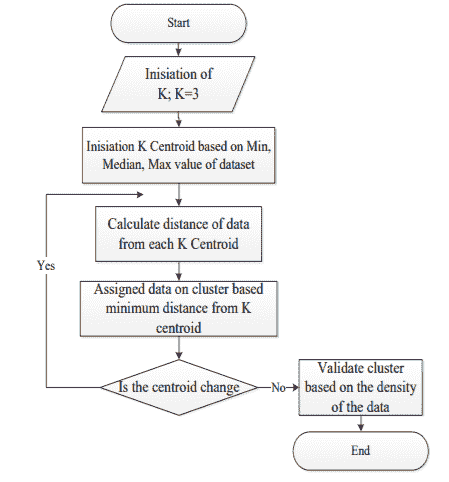 Start
Inisiation of
K; K=3
Inisiation K Centroid based on Min,
Median, Max value of dataset
Calculate distance of data
from each K Centroid
Yes
Assigned data on cluster based
minimum distance from K
centroid
Is the centroid change
No
Validate cluster
based on the density
of the data
End